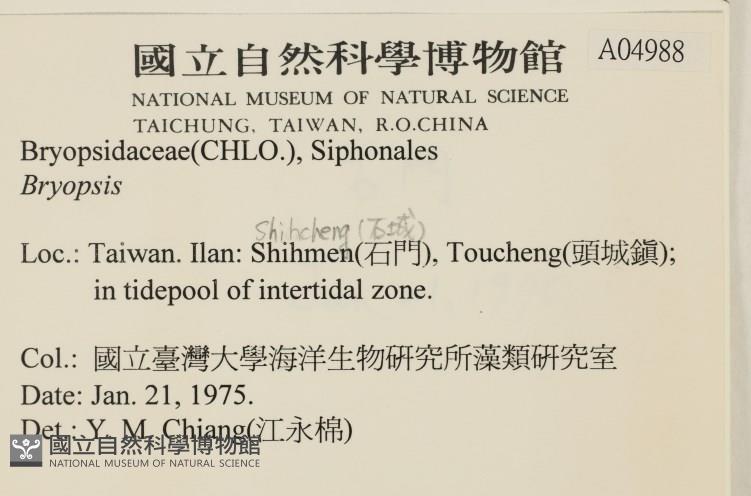 國立自然科學博物館
A04988
NATIONAL MUSEUM OF NATURAL SCIENCE
TAICHUNG, TAIWAN, R.O.CHINA
Bryopsidaceae(CHLO.), Siphonales
Bryopsis
Shihcheng(石城)
Loc.: Taiwan. Ilan: Shihmen(石門), Toucheng(頭城鎮);
in tidepool of intertidal zone.
Col.: 國立臺灣大學海洋生物研究所藻類研究室
Date: Jan. 21, 1975.
Det.: Y. M. Chiang(江永棉)
國立自然科學博物館
NATIONAL MUSEUM OF NATURAL SCIENCE